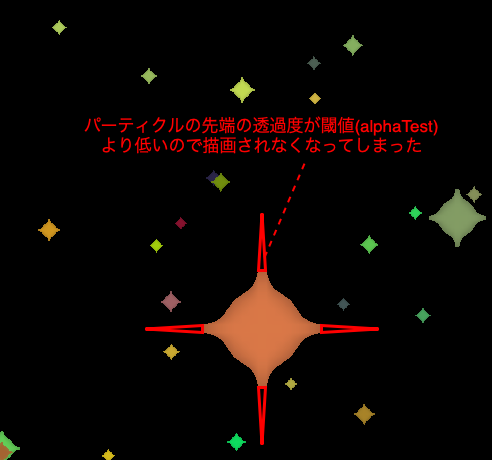 パーティクルの先端の透過度が閾値(alphaTest)
より低いので描画されなくなってしまった